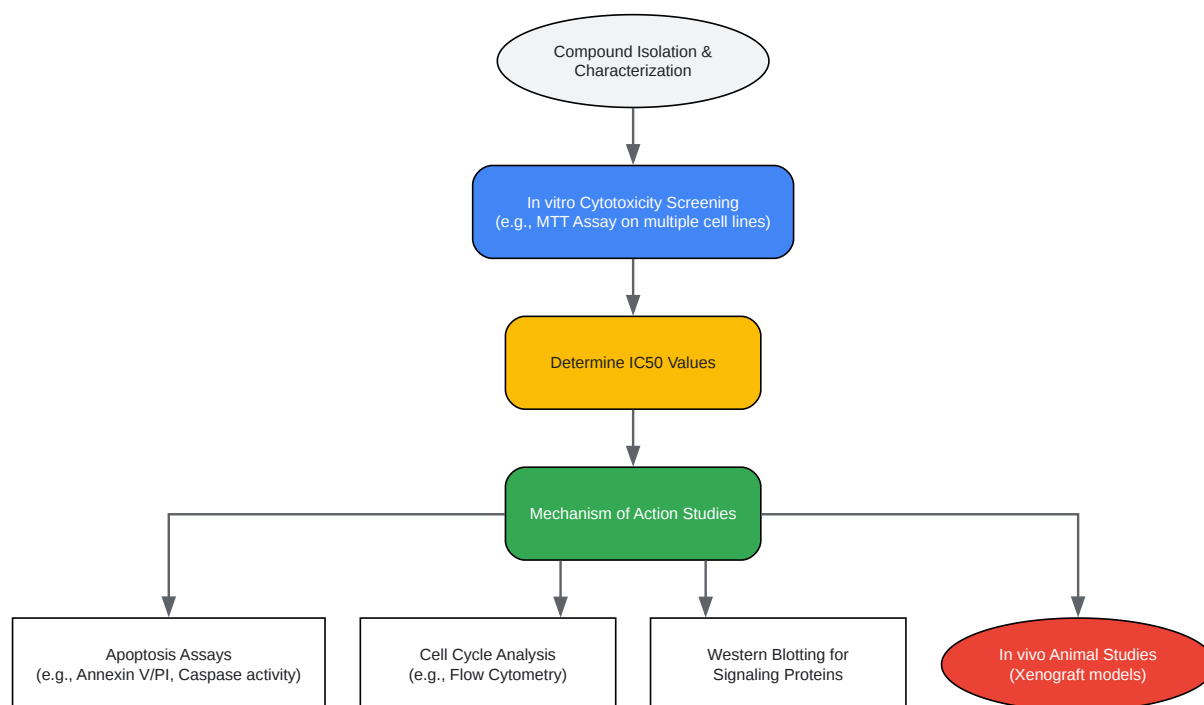 Compound Isolation &
Characterization
In vitro Cytotoxicity Screening
(e.g., MTT Assay on multiple cell lines)
Determine IC50 Values
Mechanism of Action Studies
Apoptosis Assays
(e.g., Annexin V/PI, Caspase activity)
Cell Cycle Analysis
(e.g., Flow Cytometry)
Western Blotting for
Signaling Proteins
In vivo Animal Studies
(Xenograft models)